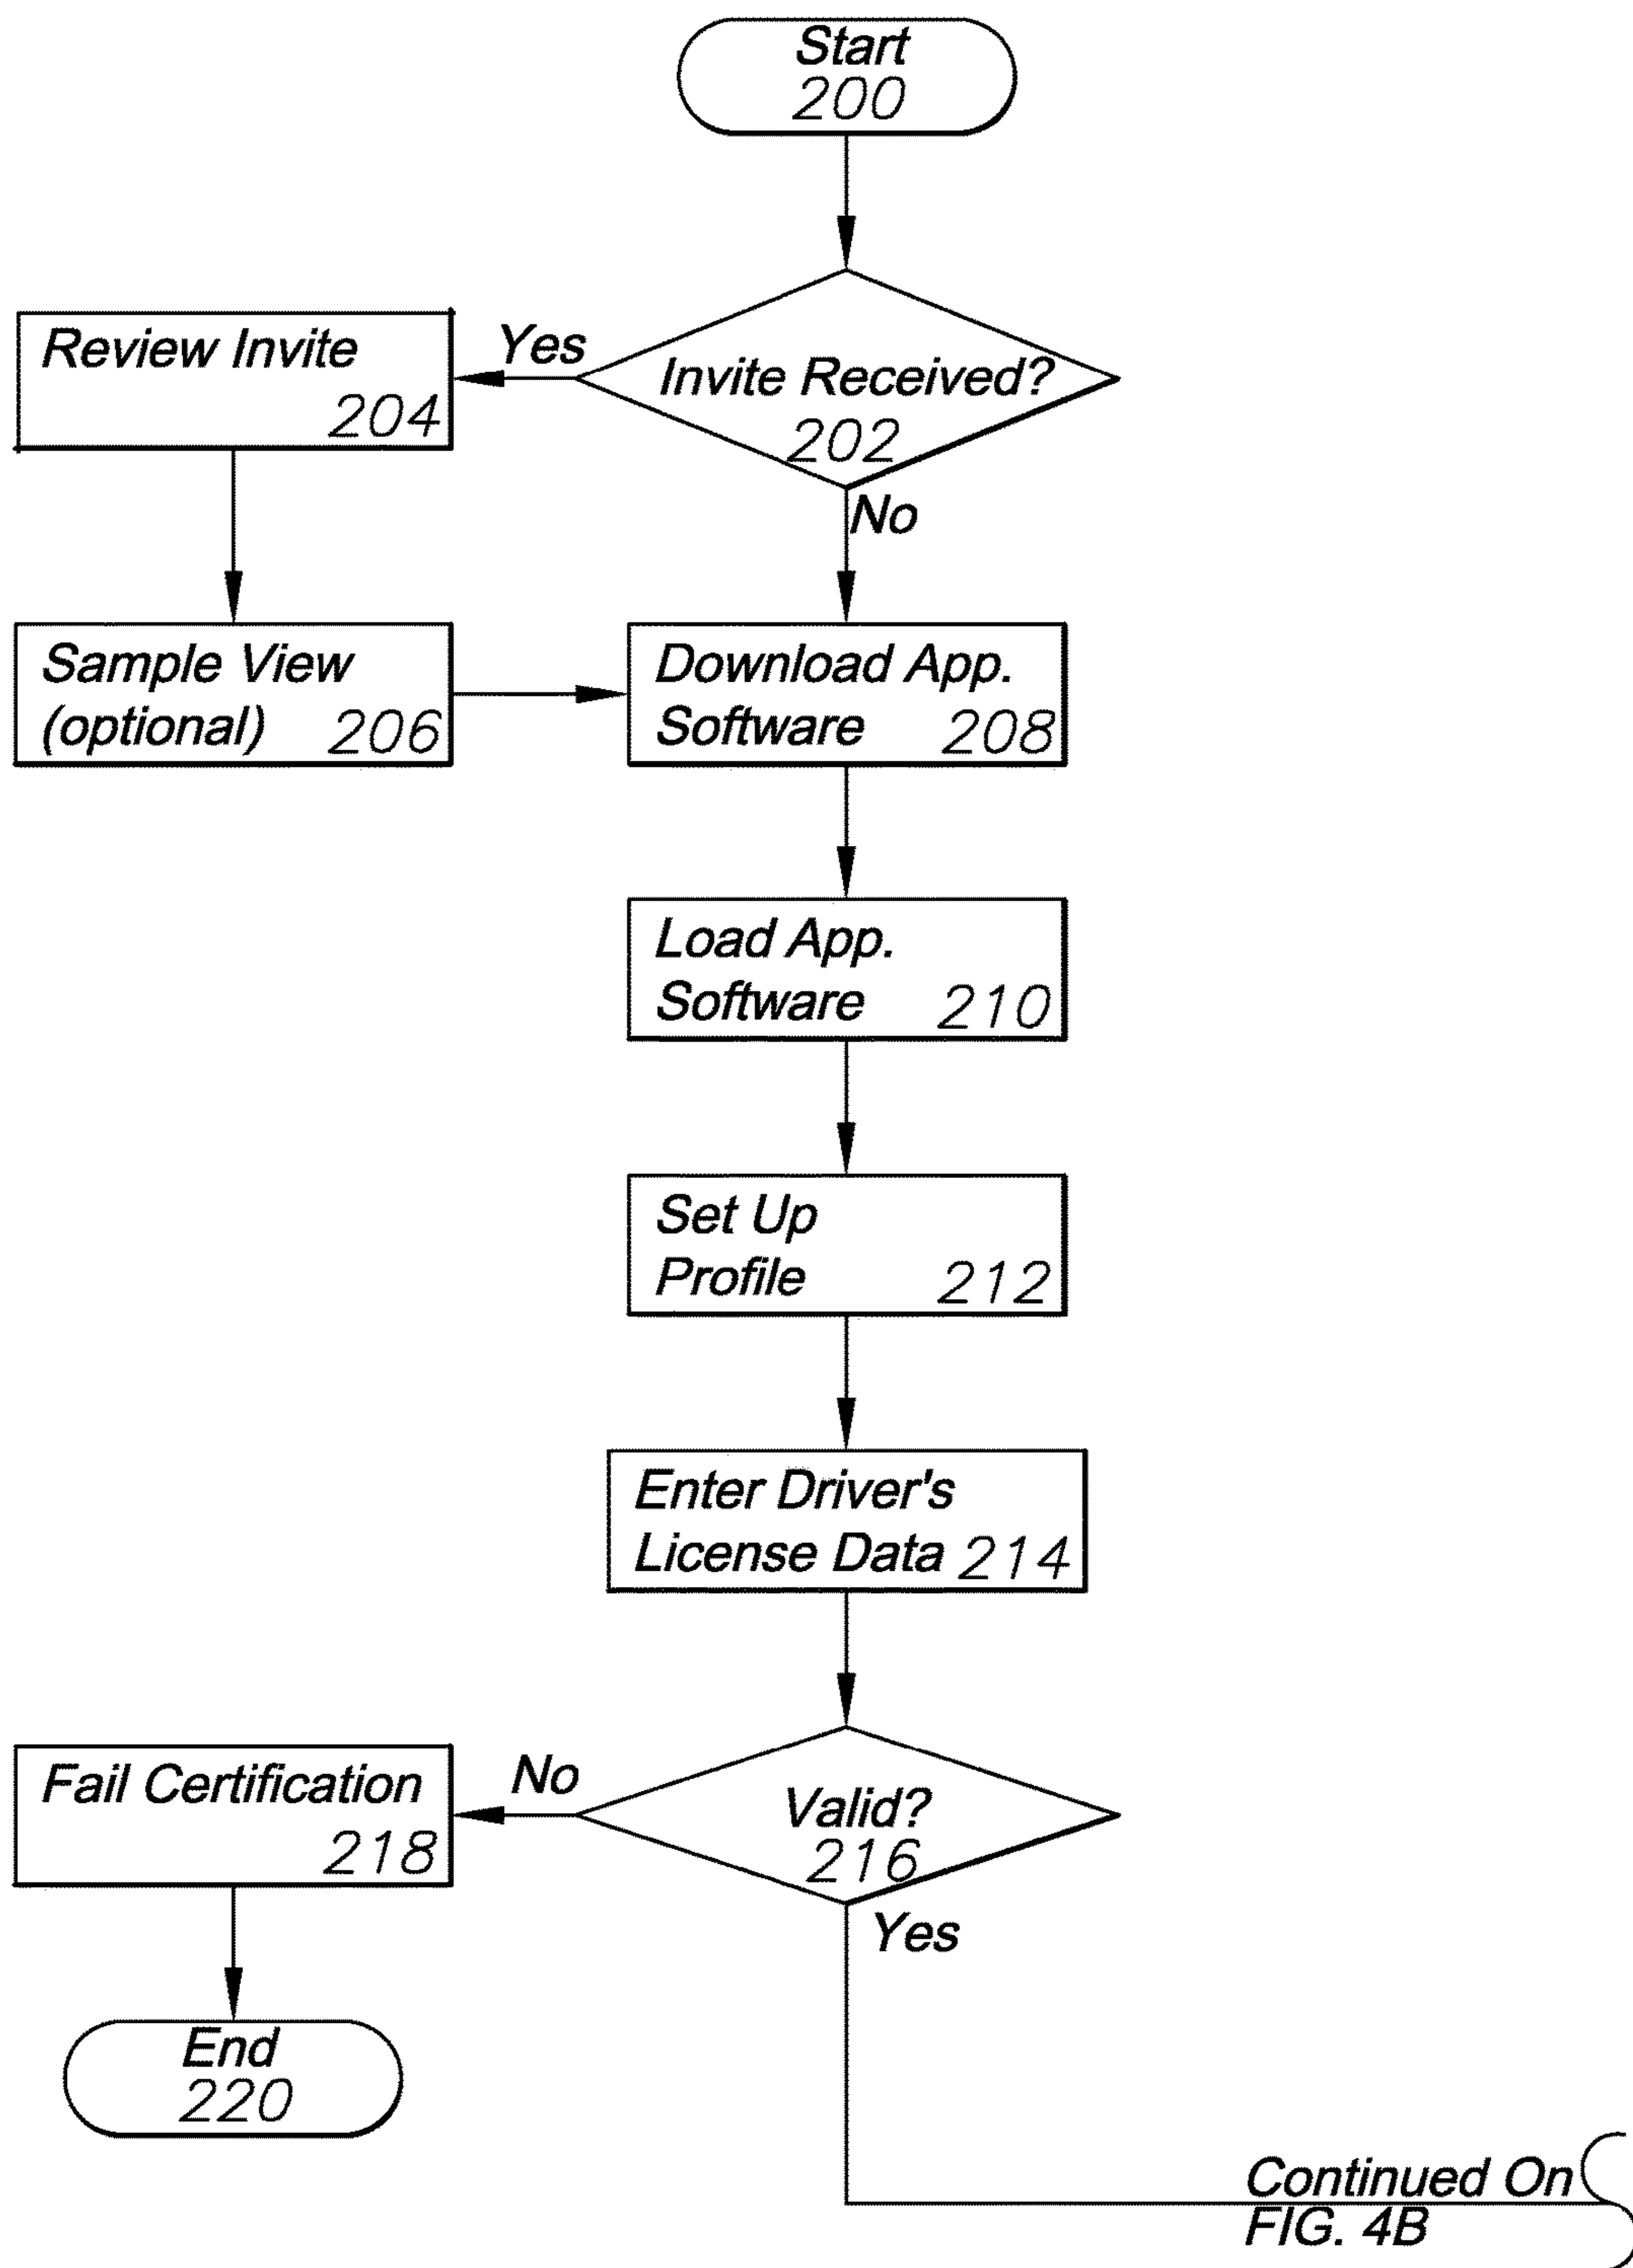 Start
200
Invite Received?
202
Yes
Review Invite
204
No
Sample View
(optional) 206
Download App.
Software 208
Load App.
Software 210
Set Up
Profile 212
Enter Driver's
License Data 214
Valid?
216
No
Fail Certification
218
Yes
End
220
Continued On
FIG. 4B